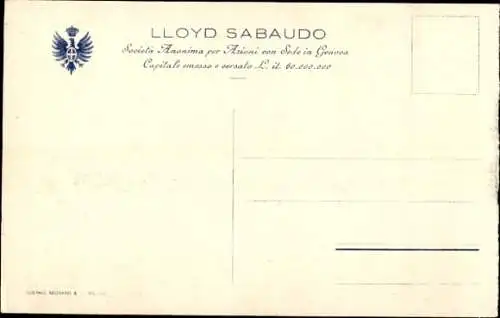 LLOYD SABAUDO
Società Anonima per Azioni con Sede in Genova
Capitale emesso e versato L. it. 60.000.000